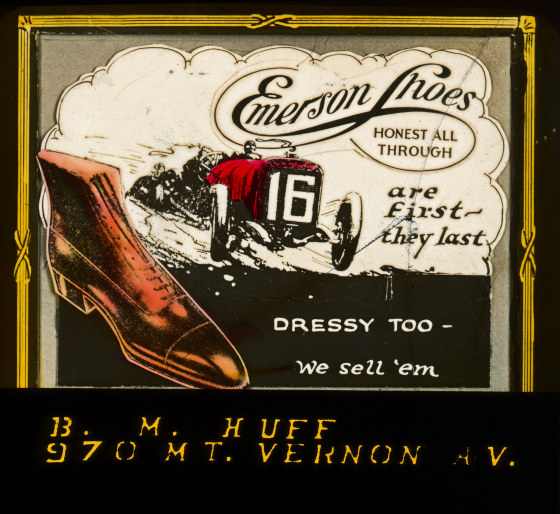 Emerson Shoes
HONEST ALL
THROUGH
are
first~
they last
16
DRESSY TOO -
We sell 'em
B. M. HUFF
970 MT. VERNON AV.